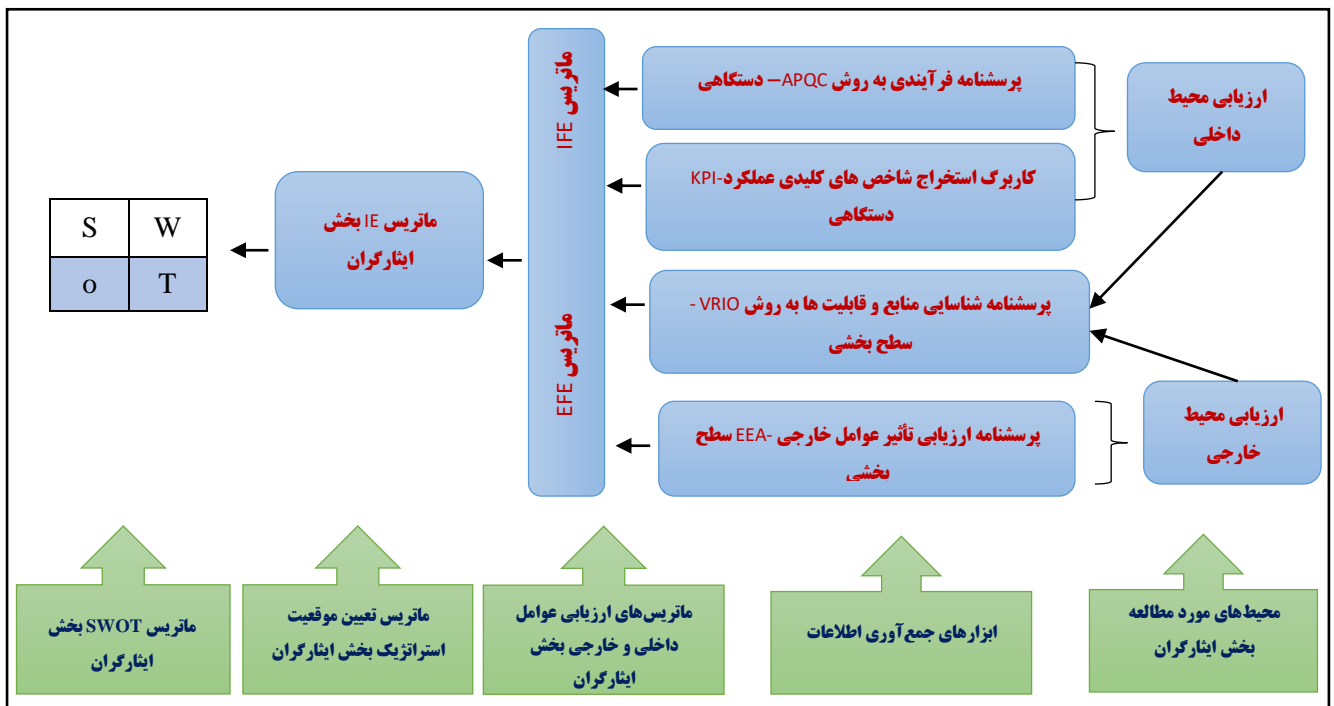 ارزیابی محیط
داخلی
ارزیابی محیط
خارجی
پرسشنامه فرآیندی به روش APQC– دستگاهی
کاربرگ استخراج شاخص های کلیدی عملکرد-KPI
دستگاهی
پرسشنامه شناسایی منابع و قابلیت ها به روش VRIO -
سطح بخشی
پرسشنامه ارزیابی تأثیر عوامل خارجی -EEA سطح
بخشی
ماتریس IFE
ماتریس EFE
ماتریس IE بخش
ایثارگران
S W
o T
محیط‌های مورد مطالعه
بخش ایثارگران
ابزارهای جمع‌آوری اطلاعات
ماتریس‌های ارزیابی عوامل
داخلی و خارجی بخش
ایثارگران
ماتریس تعیین موقعیت
استراتژیک بخش ایثارگران
ماتریس SWOT بخش
ایثارگران